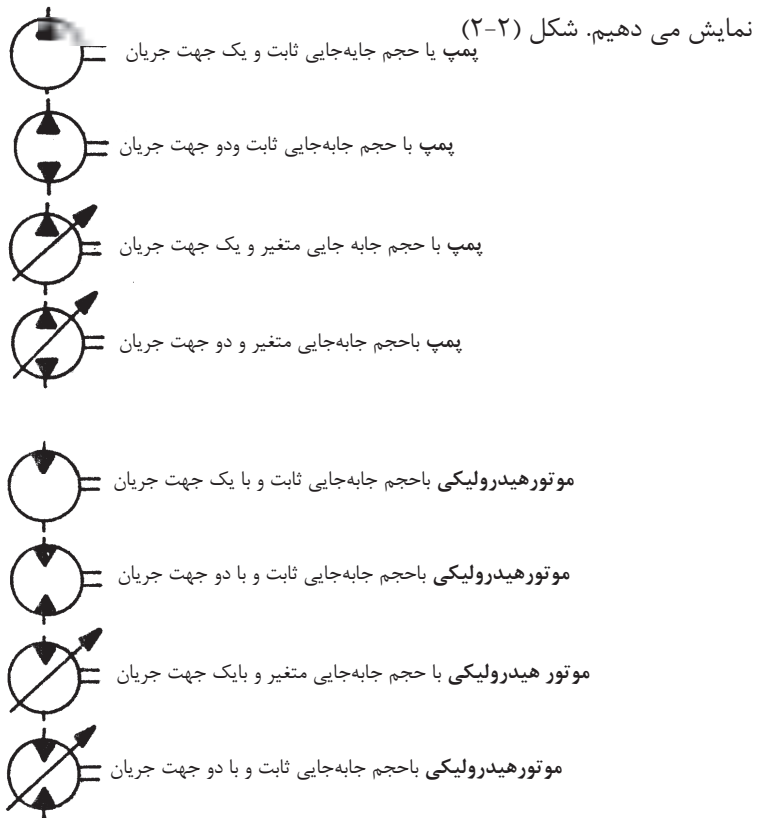 نمایش می دهیم. شکل (۲-۲)
پمپ یا حجم جایه‌جایی ثابت و یک جهت جریان
پمپ با حجم جابه‌جایی ثابت ودو جهت جریان
پمپ با حجم جابه جایی متغیر و یک جهت جریان
پمپ باحجم جابه‌جایی متغیر و دو جهت جریان
موتورهیدرولیکی باحجم جابه‌جایی ثابت و با یک جهت جریان
موتورهیدرولیکی باحجم جابه‌جایی ثابت و با دو جهت جریان
موتور هیدرولیکی با حجم جابه‌جایی متغیر و بایک جهت جریان
موتورهیدرولیکی باحجم جابه‌جایی ثابت و با دو جهت جریان